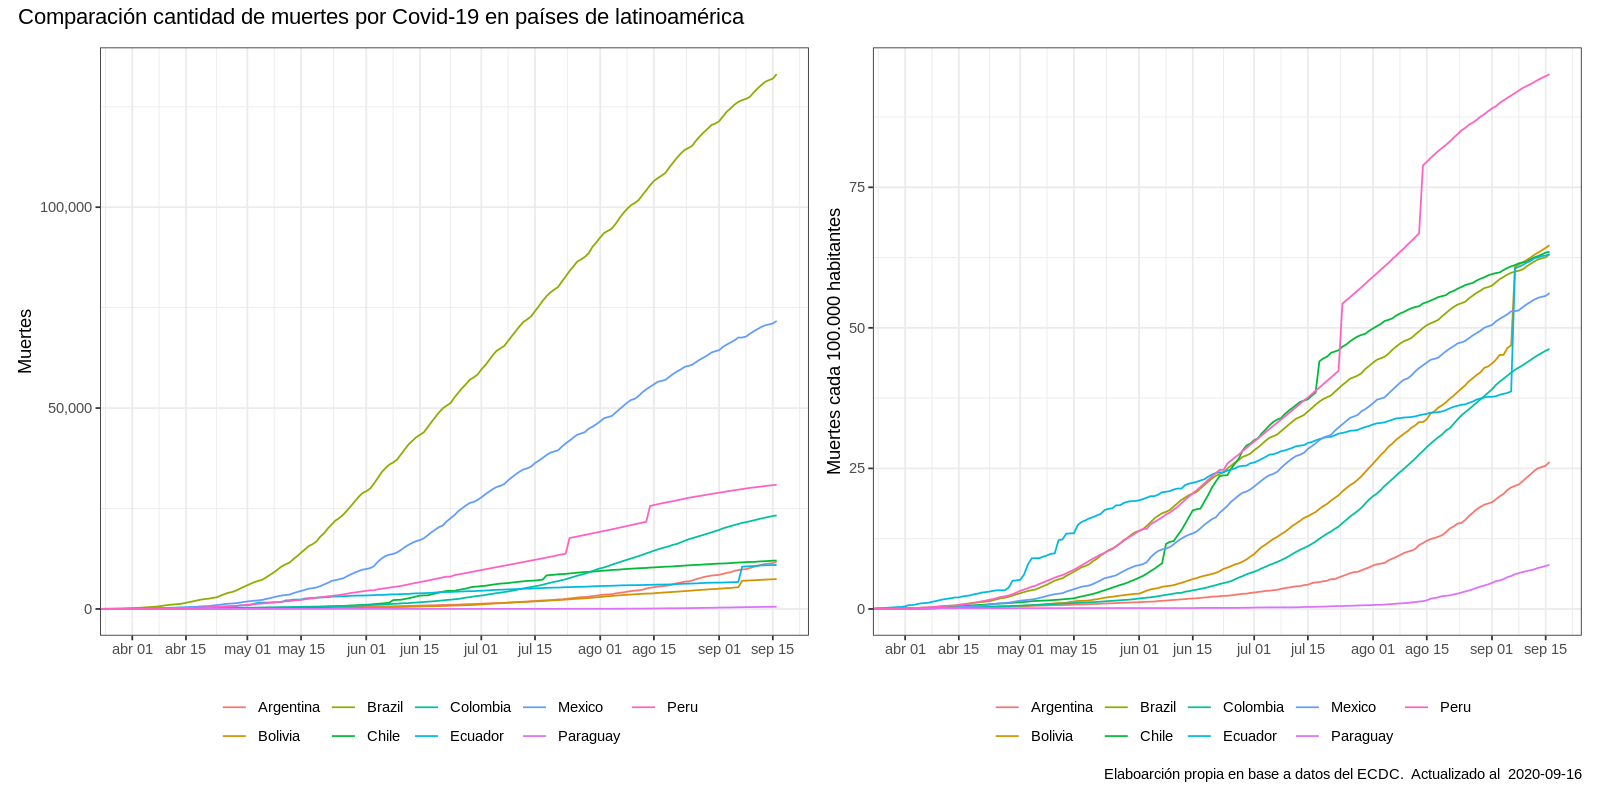 Comparación cantidad de muertes por Covid-19 en países de latinoamérica
Muertes
100,000
50,000
0
abr 01 abr 15 may 01 may 15 jun 01 jun 15 jul 01 jul 15 ago 01 ago 15 sep 01 sep 15
Argentina Brazil Colombia Mexico Peru
Bolivia Chile Ecuador Paraguay
Muertes cada 100.000 habitantes
75
50
25
0
abr 01 abr 15 may 01 may 15 jun 01 jun 15 jul 01 jul 15 ago 01 ago 15 sep 01 sep 15
Argentina Brazil Colombia Mexico Peru
Bolivia Chile Ecuador Paraguay
Elaboarción propia en base a datos del ECDC. Actualizado al 2020-09-16